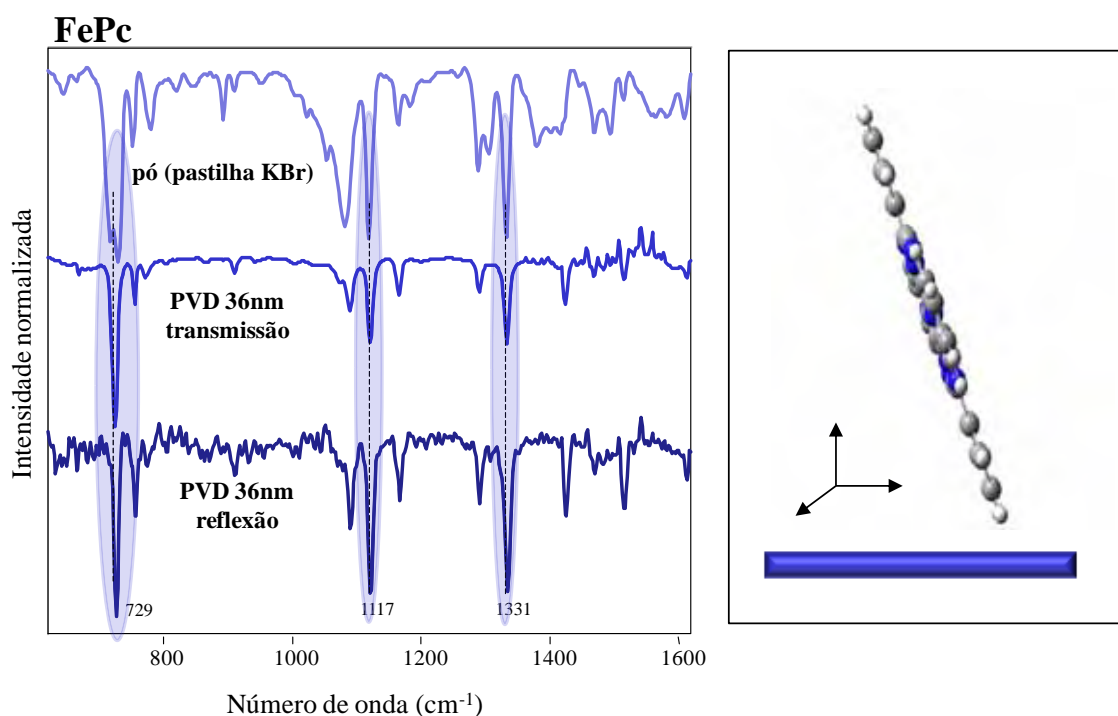 FePc
pó (pastilha KBr)
PVD 36nm
transmissão
PVD 36nm
reflexão
729
1117
1331
800
1000
1200
1400
1600
Intensidade normalizada
Número de onda (cm-1)